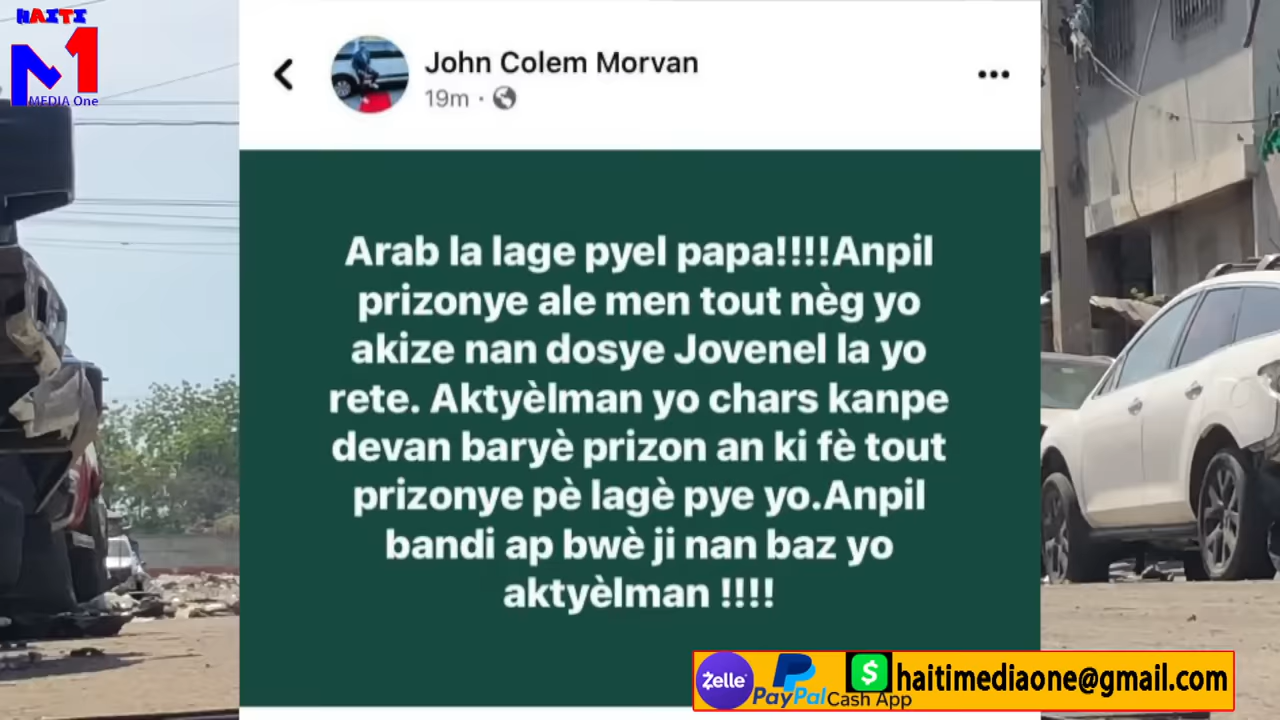 HAITI
M1
MEDIA One
John Colem Morvan
19m ·
Arab la lage pyel papa!!!!Anpil
prizonye ale men tout nèg yo
akize nan dosye Jovenel la yo
rete. Aktyèlman yo chars kanpe
devan baryè prizon an ki fè tout
prizonye pè lagè pye yo.Anpil
bandi ap bwè ji nan baz yo
aktyèlman !!!!
Zelle
PayPal
$
Cash App
haitimediaone@gmail.com